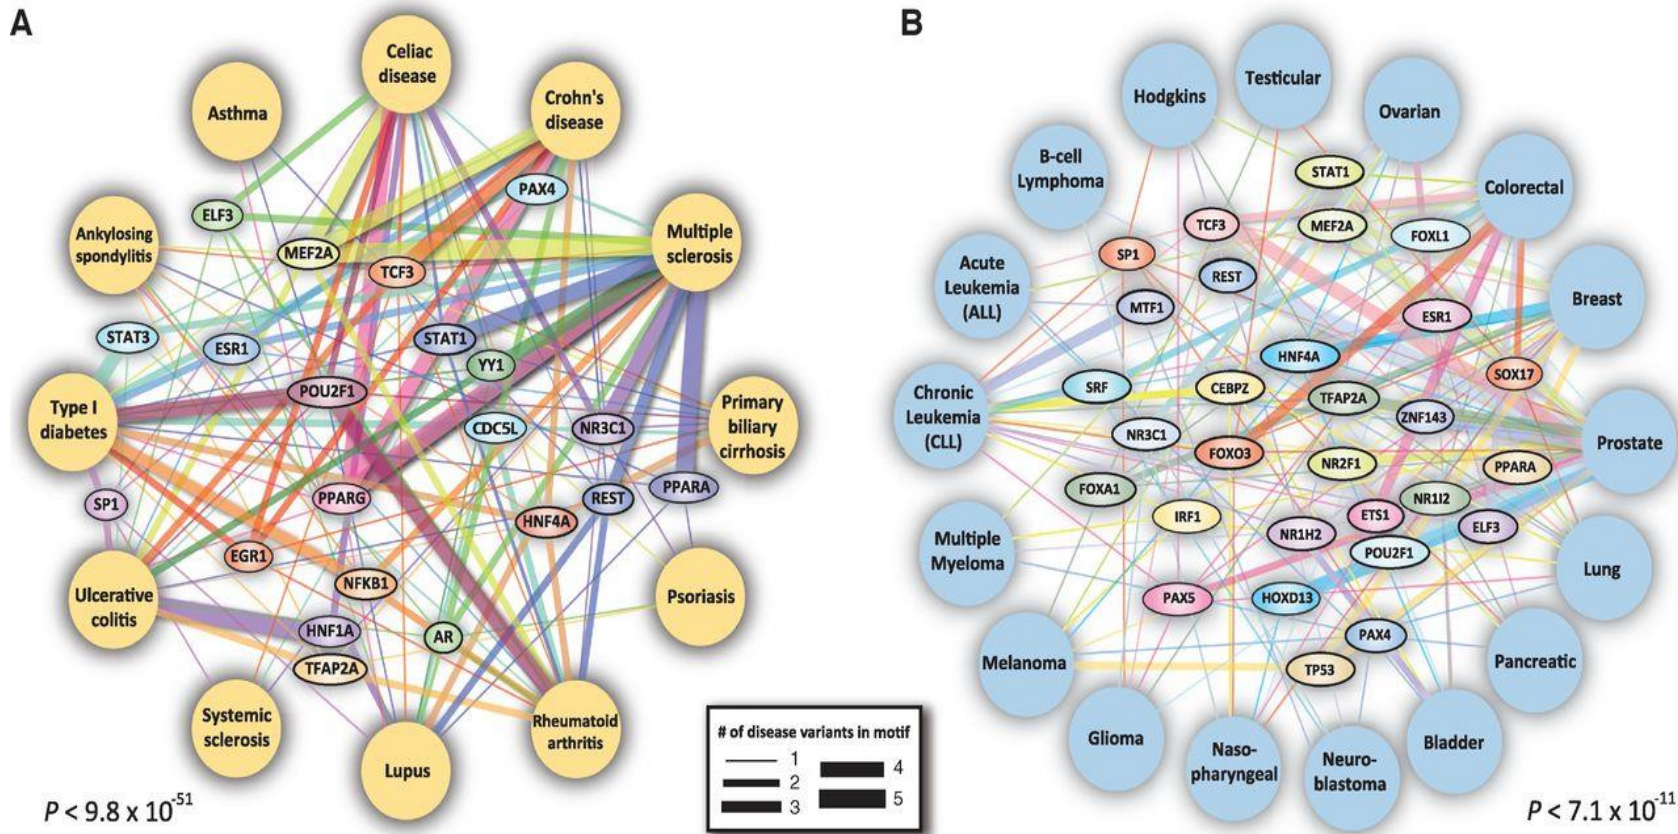 A
Celiac
disease
Asthma
Crohn's
disease
PAX4
ELF3
Ankylosing
spondylitis
MEF2A
TCF3
Multiple
sclerosis
STAT3
ESR1
STAT1
YY1
POU2F1
Type I
diabetes
CDC5L
NR3C1
Primary
biliary
cirrhosis
SP1
PPARG
HNF4A
REST
PPARA
EGR1
NFKB1
Ulcerative
colitis
HNF1A
AR
TFAP2A
Psoriasis
Systemic
sclerosis
Lupus
Rheumatoid
arthritis
P < 9.8 x 10-51
# of disease variants in motif
1
2
3
4
5
B
Hodgkins
Testicular
Ovarian
B-cell
Lymphoma
STAT1
Colorectal
TCF3
MEF2A
FOXL1
SP1
REST
Acute
Leukemia
(ALL)
MTF1
ESR1
Breast
HNF4A
SRF
CEBPZ
SOX17
TFAP2A
ZNF143
Chronic
Leukemia
(CLL)
NR3C1
FOXO3
NR2F1
PPARA
Prostate
FOXA1
NR1I2
IRF1
ETS1
ELF3
NR1H2
POU2F1
Multiple
Myeloma
Lung
PAX5
HOXD13
PAX4
TP53
Melanoma
Pancreatic
Glioma
Naso-
pharyngeal
Neuro-
blastoma
Bladder
P < 7.1 x 10-11